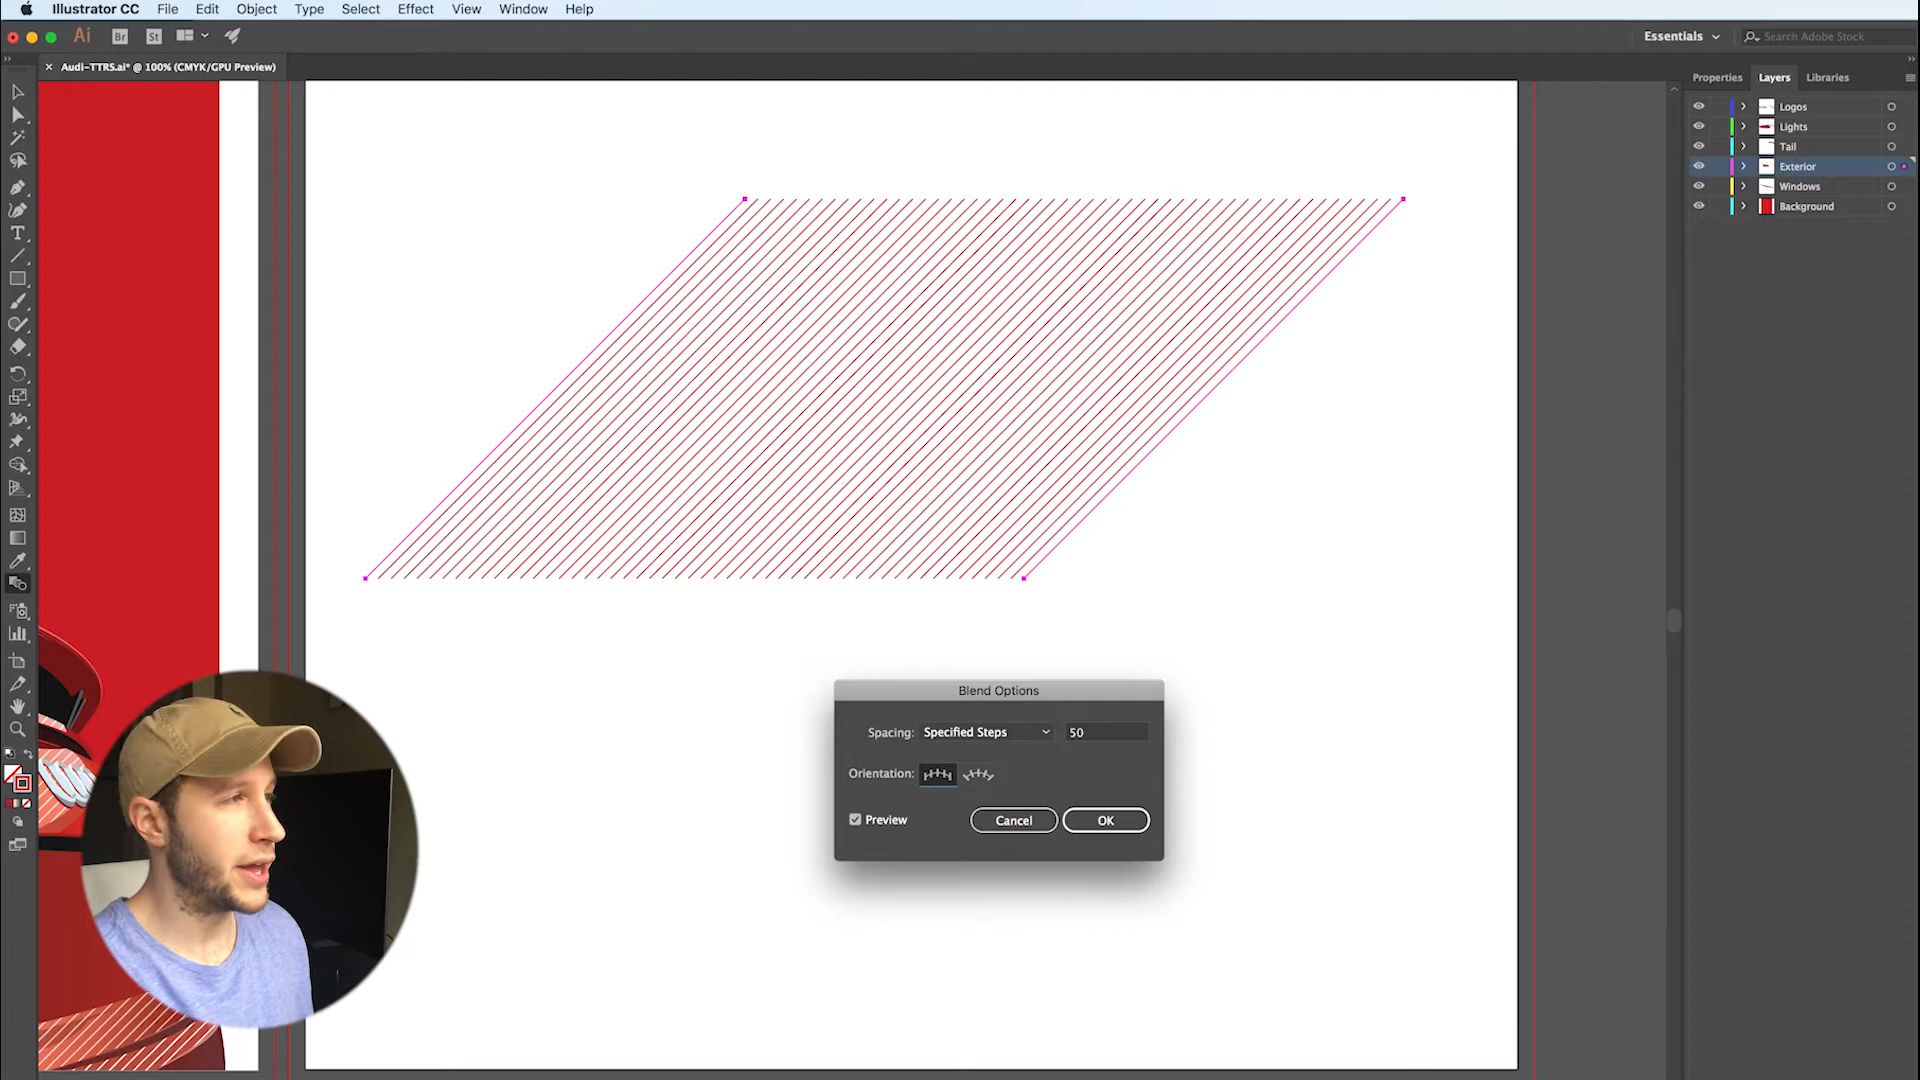 Illustrator CC File Edit Object Type Select Effect View Window Help
Ai Br St Essentials Search Adobe Stock
Audi-TTRS.ai* @ 100% (CMYK/GPU Preview)
Properties Layers Libraries
Logos
Lights
Tail
Exterior
Windows
Background
Blend Options
Spacing: Specified Steps 50
Orientation:
Preview Cancel OK